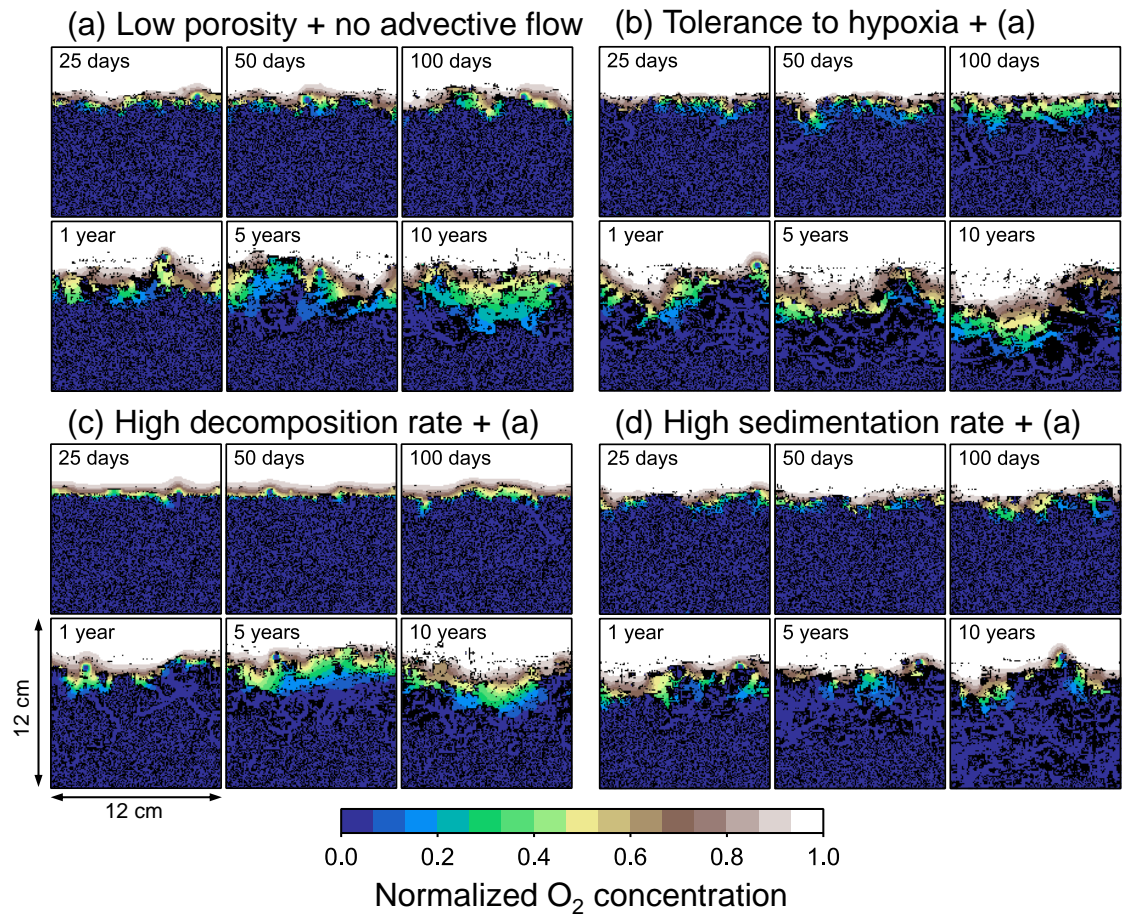 (a) Low porosity + no advective flow
25 days
50 days
100 days
1 year
5 years
10 years
(b) Tolerance to hypoxia + (a)
25 days
50 days
100 days
1 year
5 years
10 years
(c) High decomposition rate + (a)
25 days
50 days
100 days
1 year
5 years
10 years
12 cm
12 cm
(d) High sedimentation rate + (a)
25 days
50 days
100 days
1 year
5 years
10 years
0.0 0.2 0.4 0.6 0.8 1.0
Normalized O₂ concentration